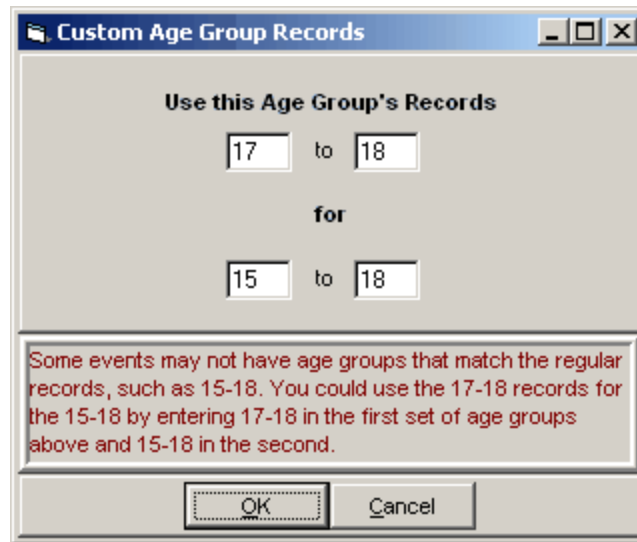 Custom Age Group Records
Use this Age Group's Records
17 to 18
for
15 to 18
Some events may not have age groups that match the regular
records, such as 15-18. You could use the 17-18 records for
the 15-18 by entering 17-18 in the first set of age groups
above and 15-18 in the second.
OK Cancel